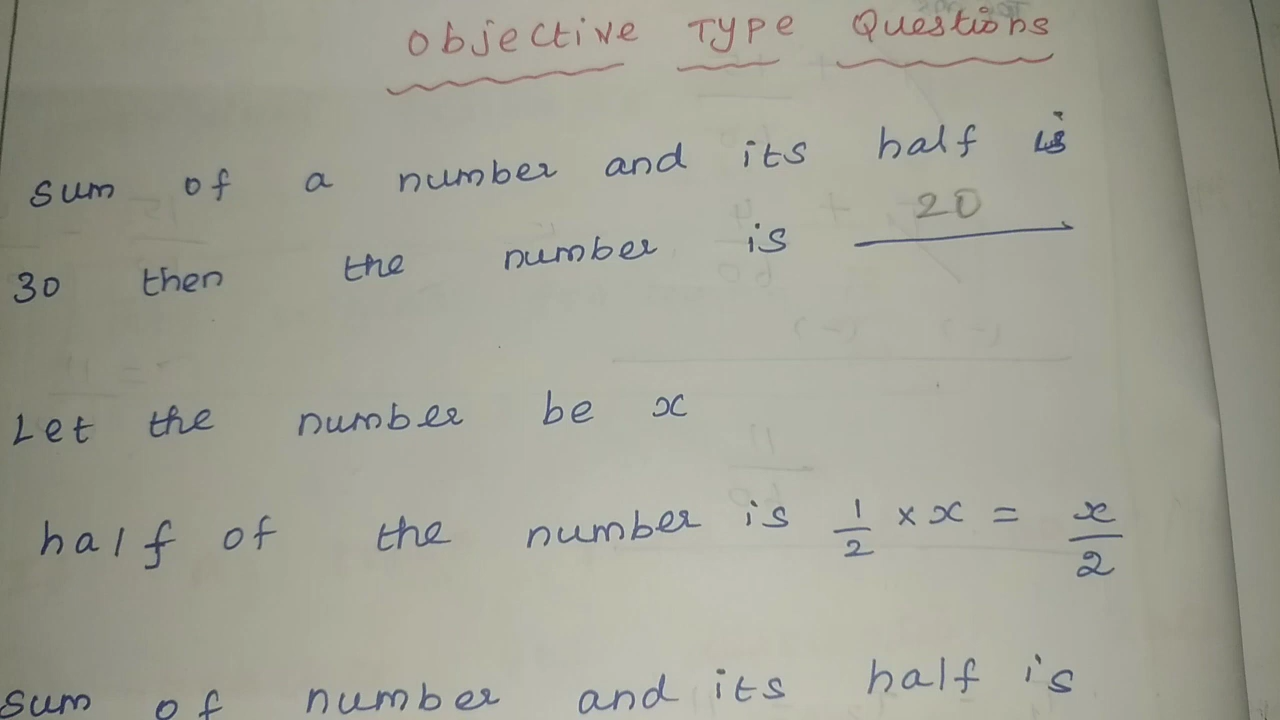 Objective Type Questions
Sum of a number and its half is
30 then the number is 20
Let the number be x
half of the number is 1/2 × x = x/2
Sum of number and its half is